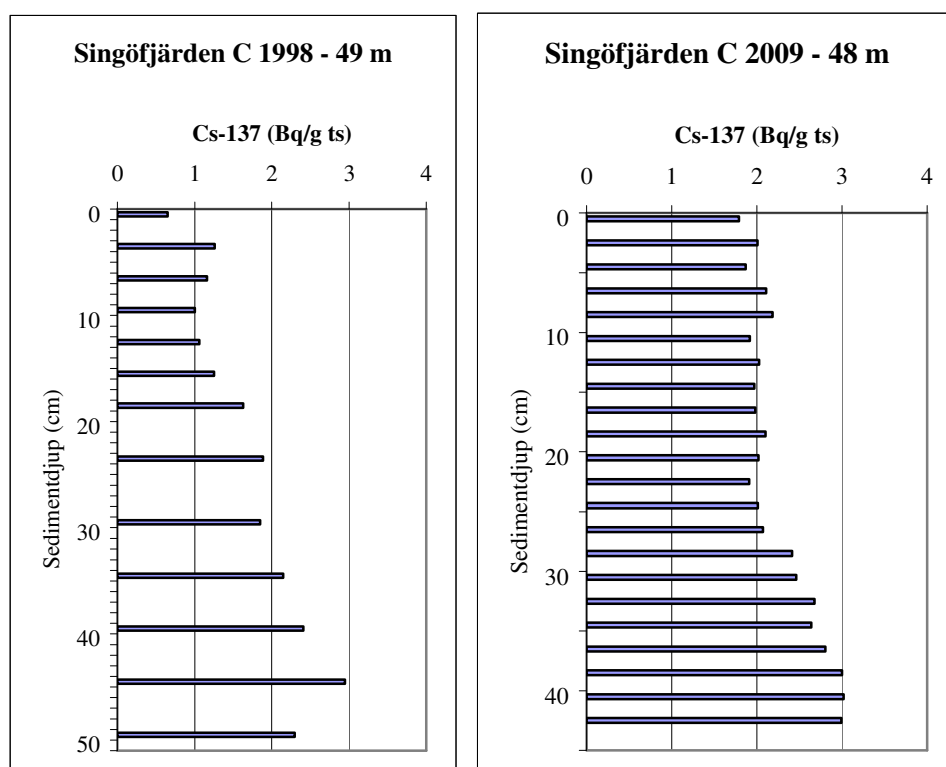 Singöfjärden C 1998 - 49 m
Cs-137 (Bq/g ts)
0 1 2 3 4
0
10
20
30
40
50
Sedimentdjup (cm)
Singöfjärden C 2009 - 48 m
Cs-137 (Bq/g ts)
0 1 2 3 4
0
10
20
30
40
Sedimentdjup (cm)